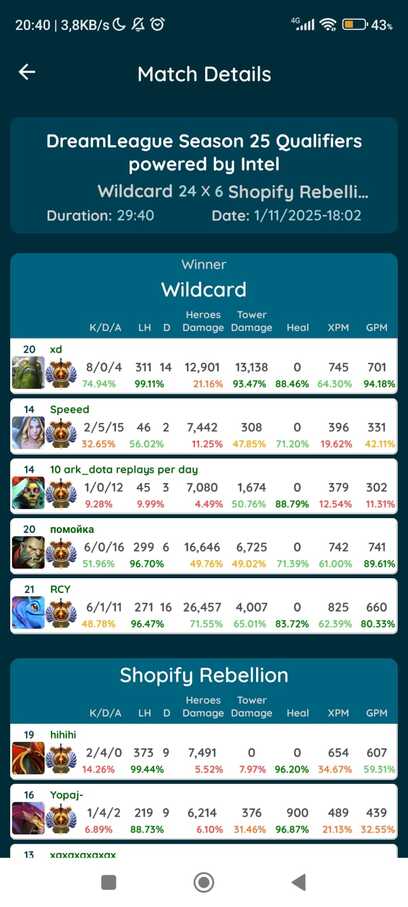 20:40 | 3,8KB/s
4G
43%
Match Details
DreamLeague Season 25 Qualifiers
powered by Intel
Wildcard 24 X 6 Shopify Rebelli...
Duration: 29:40 Date: 1/11/2025-18:02
Winner
Wildcard
Heroes Tower
K/D/A LH D Damage Damage Heal XPM GPM
20 xd
8/0/4 311 14 12,901 13,138 0 745 701
74.94% 99.11% 21.16% 93.47% 88.46% 64.30% 94.18%
14 Speeed
2/5/15 46 2 7,442 308 0 396 331
32.65% 56.02% 11.25% 47.85% 71.20% 19.62% 42.11%
14 10 ark_dota replays per day
1/0/12 45 3 7,080 1,674 0 379 302
9.28% 9.99% 4.49% 50.76% 88.79% 12.54% 11.31%
20 помойка
6/0/16 299 6 16,646 6,725 0 742 741
51.96% 96.70% 49.76% 49.02% 71.39% 61.00% 89.61%
21 RCY
6/1/11 271 16 26,457 4,007 0 825 660
48.78% 96.47% 71.55% 65.01% 83.72% 62.39% 80.33%
Shopify Rebellion
Heroes Tower
K/D/A LH D Damage Damage Heal XPM GPM
19 hihihi
2/4/0 373 9 7,491 0 0 654 607
14.26% 99.44% 5.52% 7.97% 96.20% 34.67% 59.31%
16 Yopaj-
1/4/2 219 9 6,214 376 900 489 439
6.89% 88.73% 6.10% 31.46% 96.87% 21.13% 32.55%
13 xaxaxaxaxax